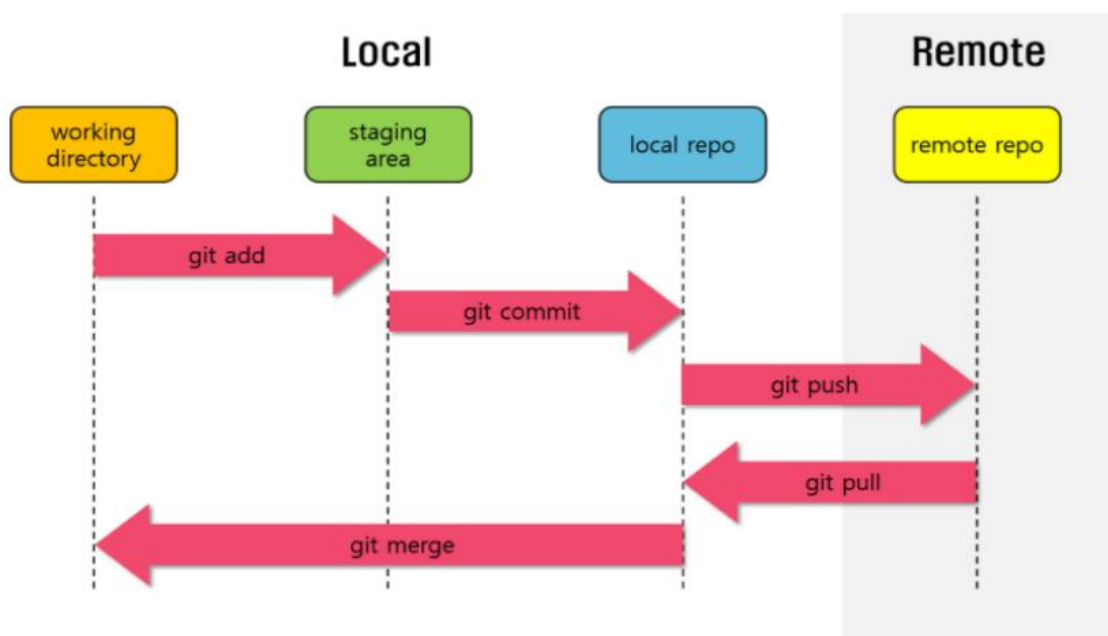 Local
Remote
working
directory
staging
area
local repo
remote repo
git add
git commit
git push
git pull
git merge